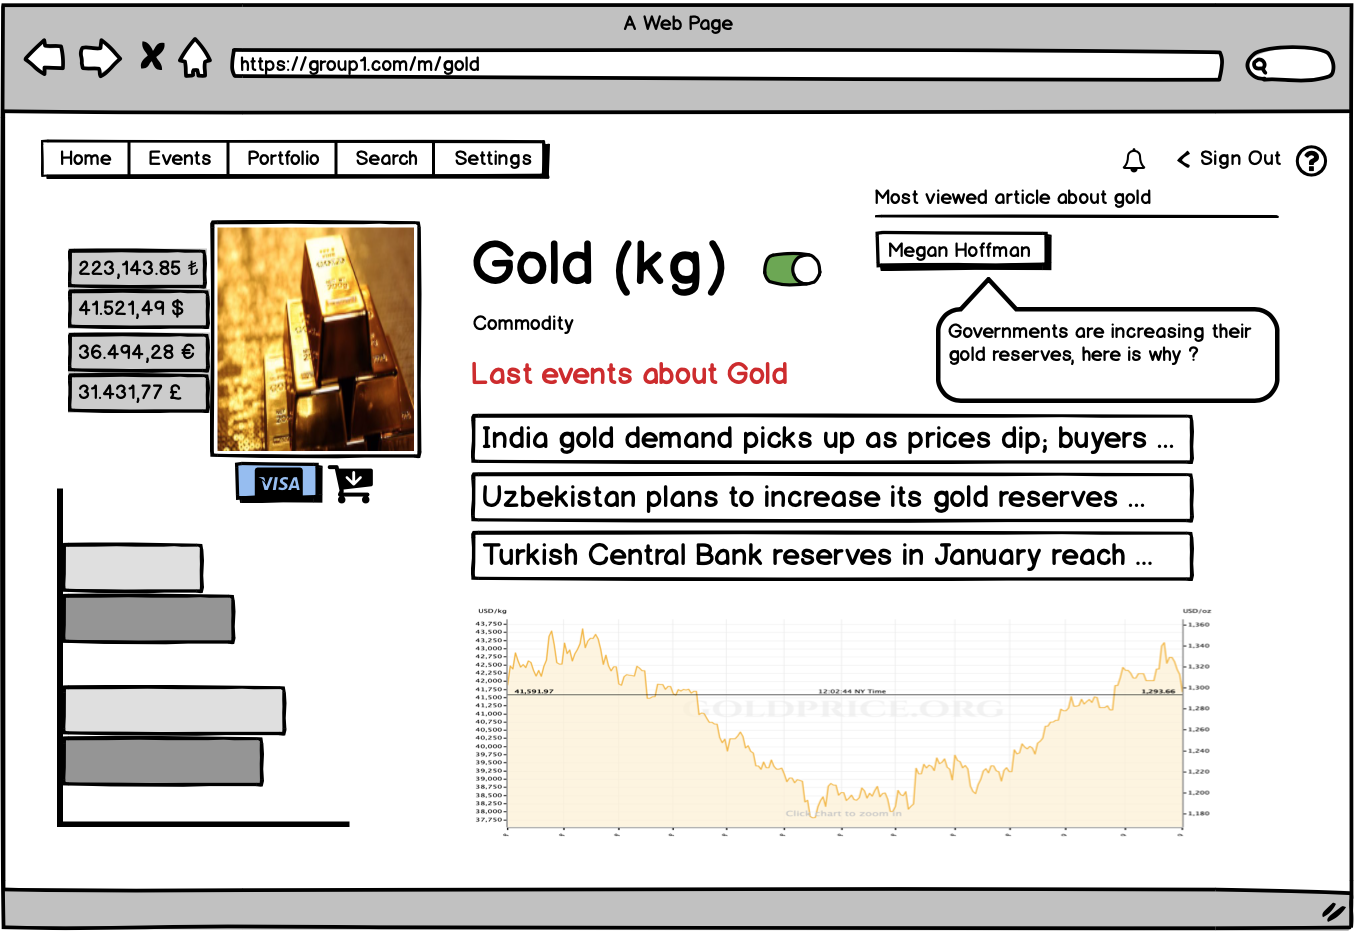 A Web Page
https://group1.com/m/gold
Home Events Portfolio Search Settings
Sign Out ?
Most viewed article about gold
Megan Hoffman
Governments are increasing their
gold reserves, here is why ?
223,143.85 ₺
41.521,49 $
36.494,28 €
31.431,77 £
VISA
Gold (kg)
Commodity
Last events about Gold
India gold demand picks up as prices dip; buyers ...
Uzbekistan plans to increase its gold reserves ...
Turkish Central Bank reserves in January reach ...
USD/kg
USD/oz
43,750
43,500
43,250
43,000
42,750
42,500
42,250
42,000
41,750
41,500
41,250
41,000
40,750
40,500
40,250
40,000
39,750
39,500
39,250
39,000
38,750
38,500
38,250
38,000
37,750
41,591.97
12:02:44 NY Time
1,293.66
GOLDPRICE.ORG
Click chart to zoom in
1,360
1,340
1,320
1,300
1,280
1,260
1,240
1,220
1,200
1,180